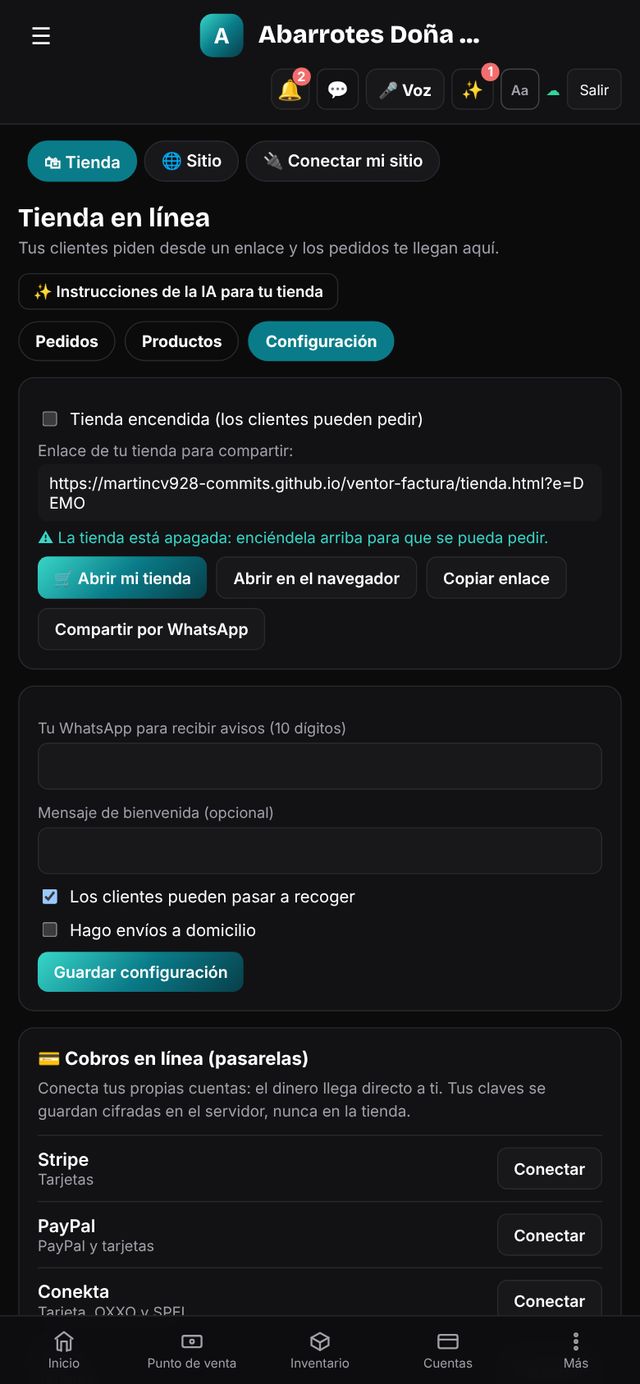 ☰ A Abarrotes Doña ...
🔔 2 💬 🎤 Voz ✨ 1 Aa ☁ Salir
🛍 Tienda 🌐 Sitio 🔌 Conectar mi sitio
Tienda en línea
Tus clientes piden desde un enlace y los pedidos te llegan aquí.
✨ Instrucciones de la IA para tu tienda
Pedidos Productos Configuración
Tienda encendida (los clientes pueden pedir)
Enlace de tu tienda para compartir:
https://martincv928-commits.github.io/ventor-factura/tienda.html?e=D
EMO
⚠ La tienda está apagada: enciéndela arriba para que se pueda pedir.
🛒 Abrir mi tienda Abrir en el navegador Copiar enlace
Compartir por WhatsApp
Tu WhatsApp para recibir avisos (10 dígitos)
Mensaje de bienvenida (opcional)
Los clientes pueden pasar a recoger
Hago envíos a domicilio
Guardar configuración
💳 Cobros en línea (pasarelas)
Conecta tus propias cuentas: el dinero llega directo a ti. Tus claves se
guardan cifradas en el servidor, nunca en la tienda.
Stripe
Tarjetas
Conectar
PayPal
PayPal y tarjetas
Conectar
Conekta
Tarjeta, OXXO y SPEI
Conectar
Inicio Punto de venta Inventario Cuentas Más